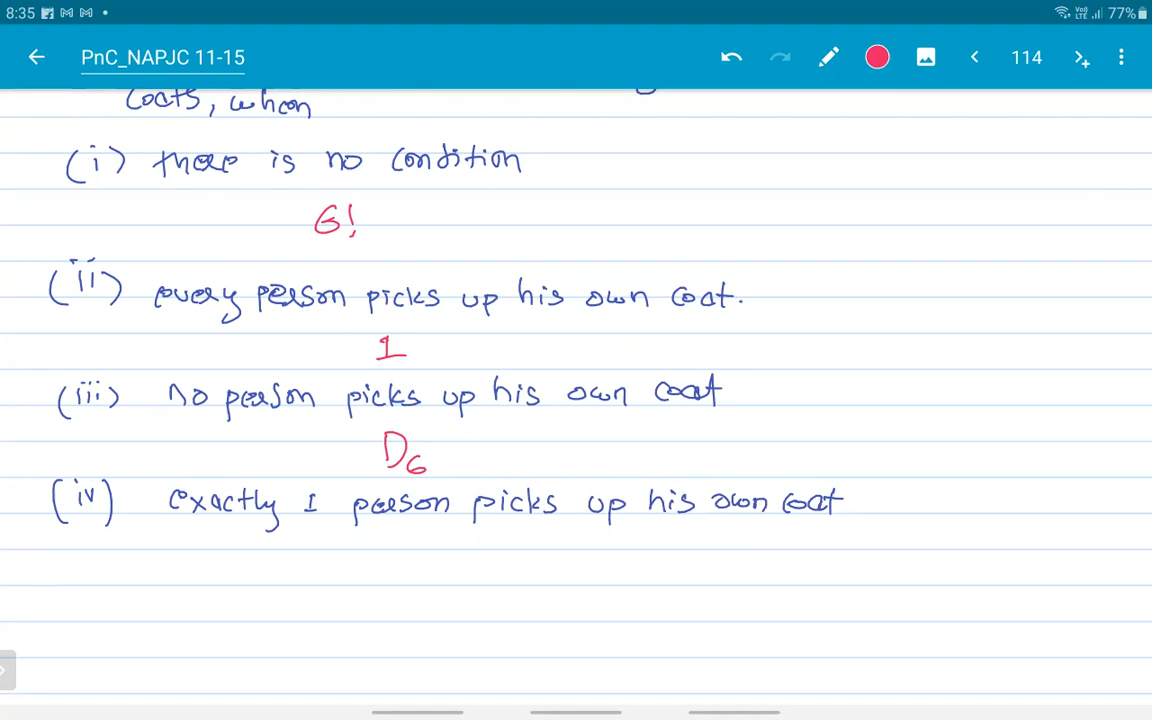 8:35 77%
PnC_NAPJC 11-15 114
coats, when
(i) there is no condition
6!
(ii) every person picks up his own coat.
1
(iii) no person picks up his own coat
D6
(iv) exactly 1 person picks up his own coat